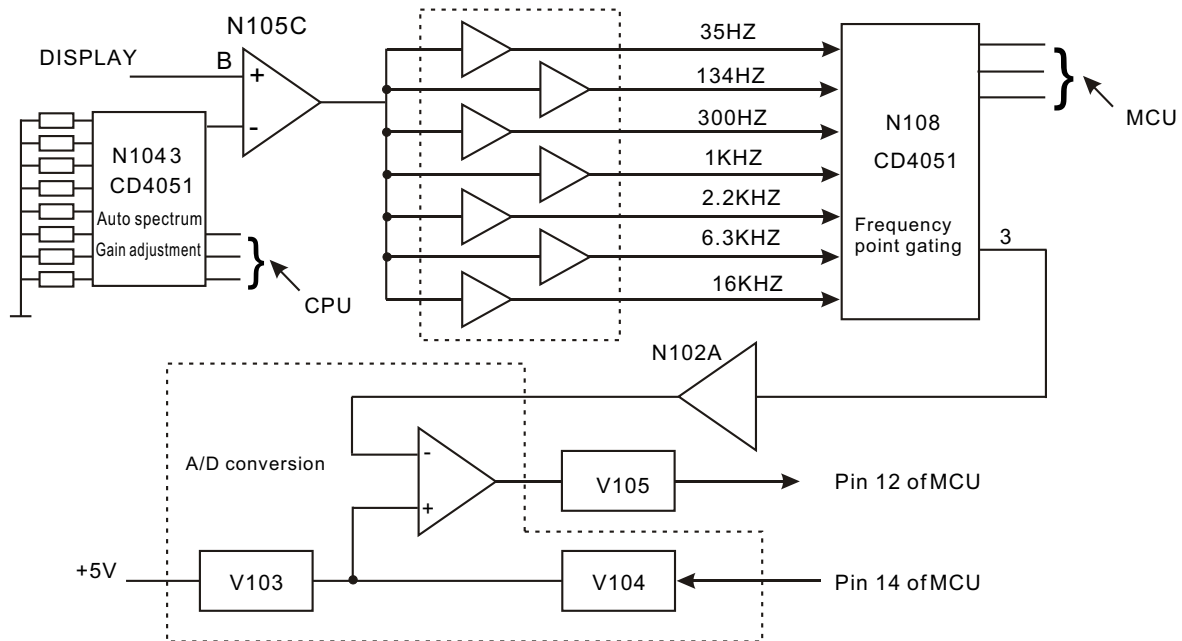 N105C
DISPLAY
B
+
-
N1043
CD4051
Auto spectrum
Gain adjustment
}
CPU
35HZ
134HZ
300HZ
1KHZ
2.2KHZ
6.3KHZ
16KHZ
N108
CD4051
Frequency
point gating
}
MCU
3
N102A
A/D conversion
-
+
V105
Pin 12 of MCU
+5V
V103
V104
Pin 14 of MCU